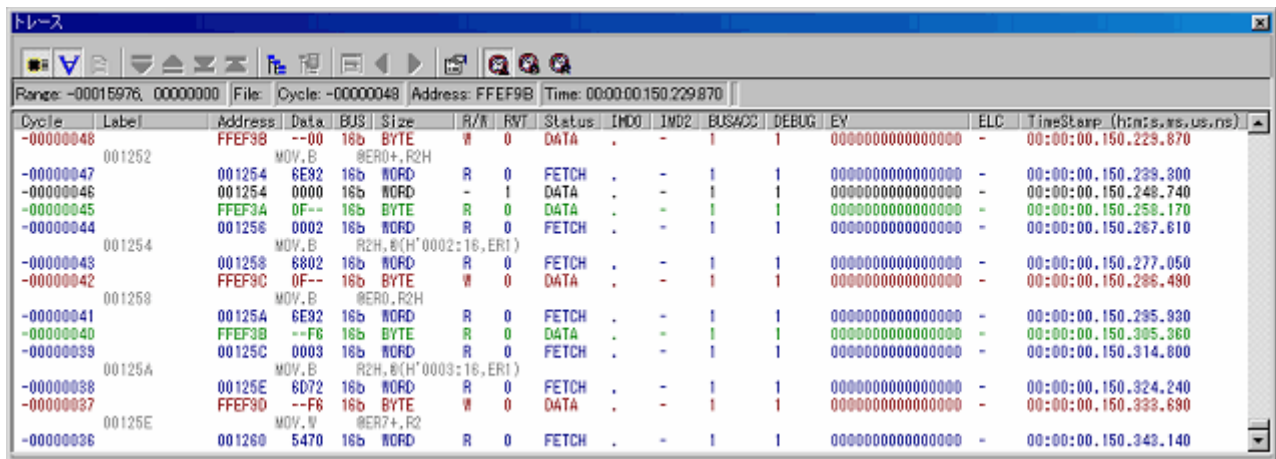 トレース
Range: -00015976, 00000000 File: Cycle: -00000048 Address: FFEF9B Time: 00:00:00.150.229.870
Cycle Label Address Data BUS Size R/W RVT Status IMD0 IMD2 BUSACC DEBUG EV ELC TimeStamp (h:m:s.ms.us.ns)
-00000048 FFEF9B --00 16b BYTE W 0 DATA . - 1 1 0000000000000000 - 00:00:00.150.229.870
001252 MOV.B @ER0+,R2H
-00000047 001254 6E92 16b WORD R 0 FETCH . - 1 1 0000000000000000 - 00:00:00.150.239.300
-00000046 001254 0000 16b WORD - 1 DATA . - 1 1 0000000000000000 - 00:00:00.150.248.740
-00000045 FFEF3A 0F-- 16b BYTE R 0 DATA . - 1 1 0000000000000000 - 00:00:00.150.258.170
-00000044 001256 0002 16b WORD R 0 FETCH . - 1 1 0000000000000000 - 00:00:00.150.267.610
001254 MOV.B R2H,@(H'0002:16,ER1)
-00000043 001258 6802 16b WORD R 0 FETCH . - 1 1 0000000000000000 - 00:00:00.150.277.050
-00000042 FFEF9C 0F-- 16b BYTE W 0 DATA . - 1 1 0000000000000000 - 00:00:00.150.286.490
001258 MOV.B @ER0,R2H
-00000041 00125A 6E92 16b WORD R 0 FETCH . - 1 1 0000000000000000 - 00:00:00.150.295.930
-00000040 FFEF3B --F6 16b BYTE R 0 DATA . - 1 1 0000000000000000 - 00:00:00.150.305.360
-00000039 00125C 0003 16b WORD R 0 FETCH . - 1 1 0000000000000000 - 00:00:00.150.314.800
00125A MOV.B R2H,@(H'0003:16,ER1)
-00000038 00125E 6D72 16b WORD R 0 FETCH . - 1 1 0000000000000000 - 00:00:00.150.324.240
-00000037 FFEF9D --F6 16b BYTE W 0 DATA . - 1 1 0000000000000000 - 00:00:00.150.333.690
00125E MOV.W @ER7+,R2
-00000036 001260 5470 16b WORD R 0 FETCH . - 1 1 0000000000000000 - 00:00:00.150.343.140